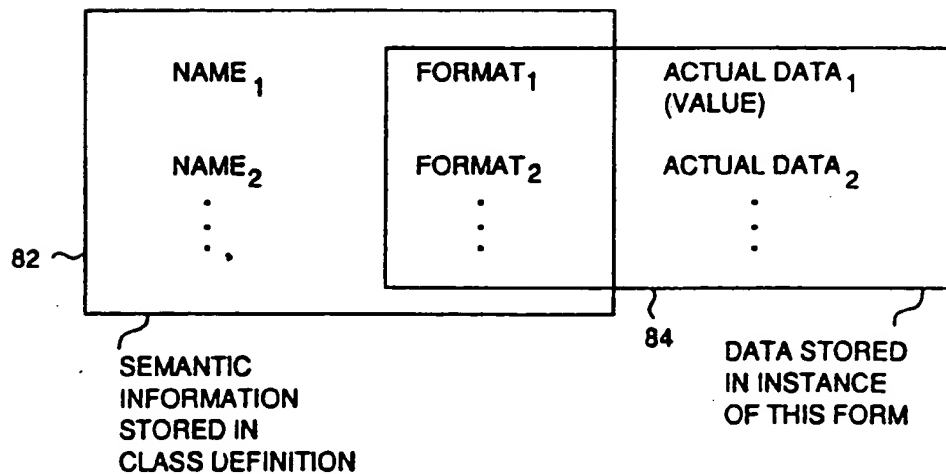 NAME1 FORMAT1 ACTUAL DATA1
(VALUE)
NAME2 FORMAT2 ACTUAL DATA2
82
84
SEMANTIC
INFORMATION
STORED IN
CLASS DEFINITION
DATA STORED
IN INSTANCE
OF THIS FORM